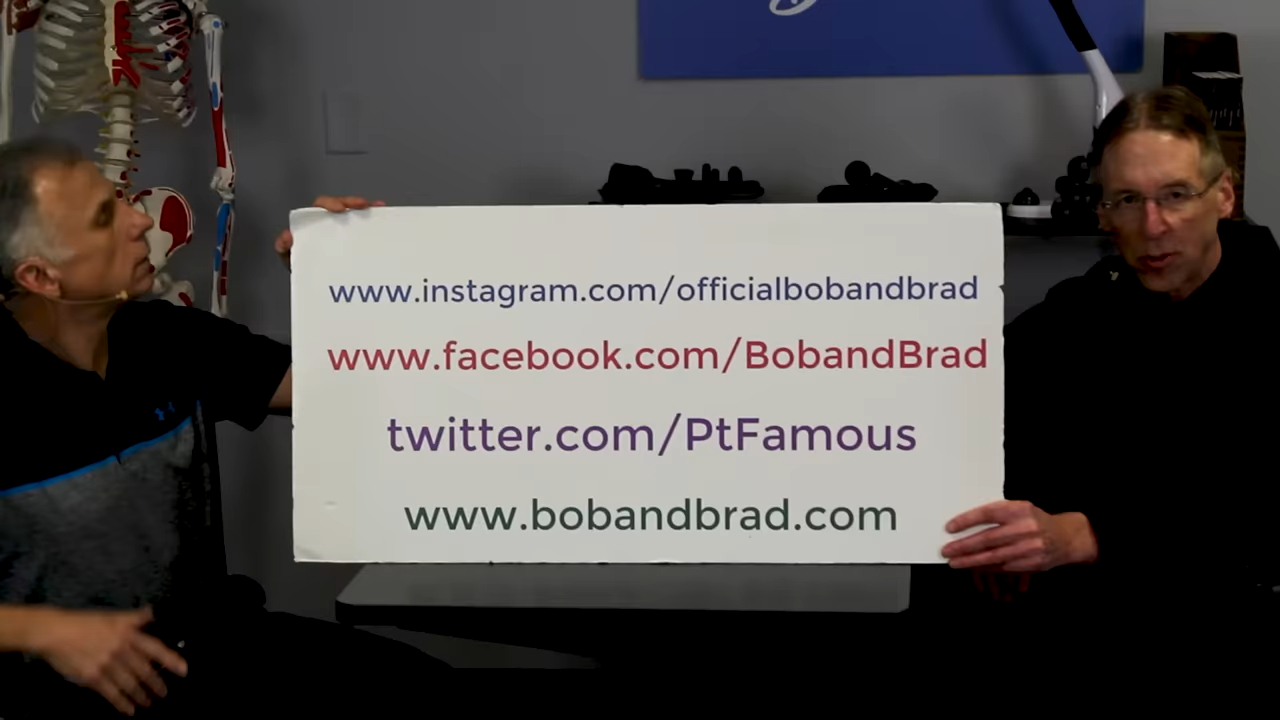 www.instagram.com/officialbobandbrad
www.facebook.com/BobandBrad
twitter.com/PtFamous
www.bobandbrad.com